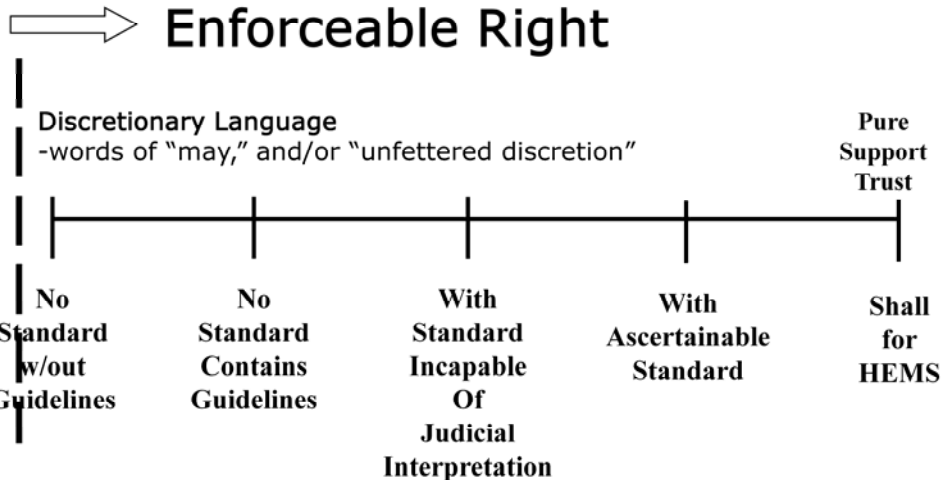 Enforceable Right
Discretionary Language
-words of “may,” and/or “unfettered discretion”
Pure
Support
Trust
No
Standard
w/out
Guidelines
No
Standard
Contains
Guidelines
With
Standard
Incapable
Of
Judicial
Interpretation
With
Ascertainable
Standard
Shall
for
HEMS